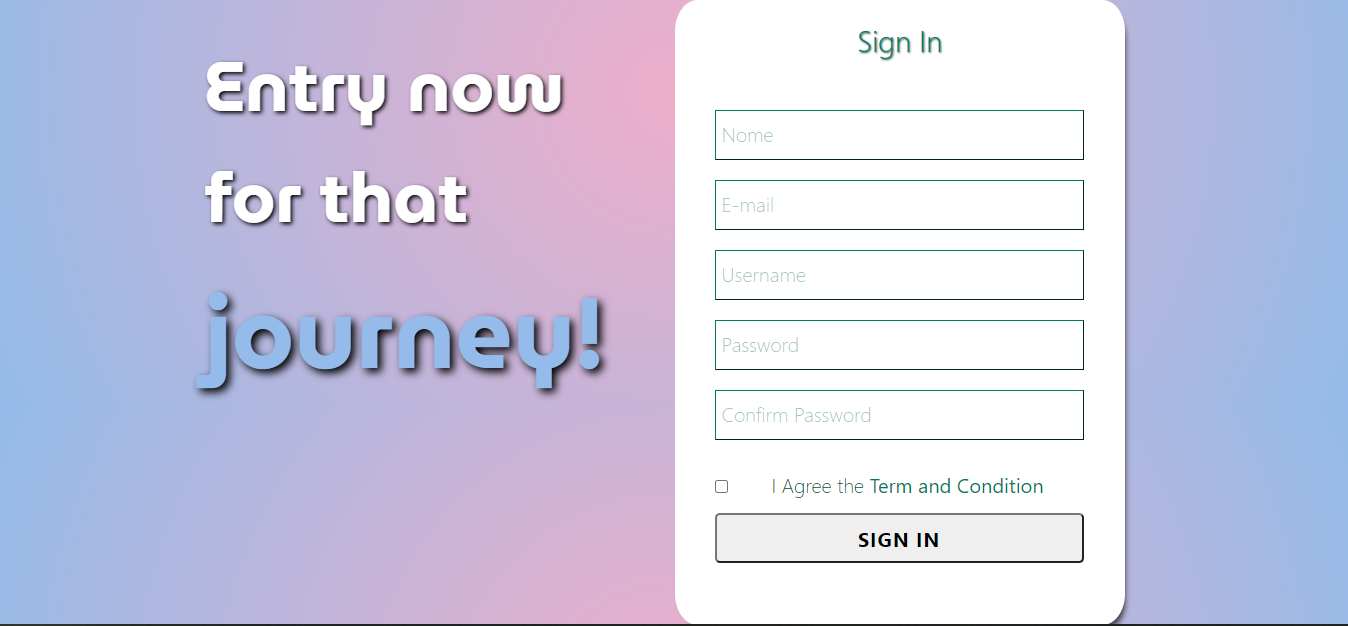 Entry now
for that
journey!
Sign In
Nome
E-mail
Username
Password
Confirm Password
I Agree the Term and Condition
SIGN IN